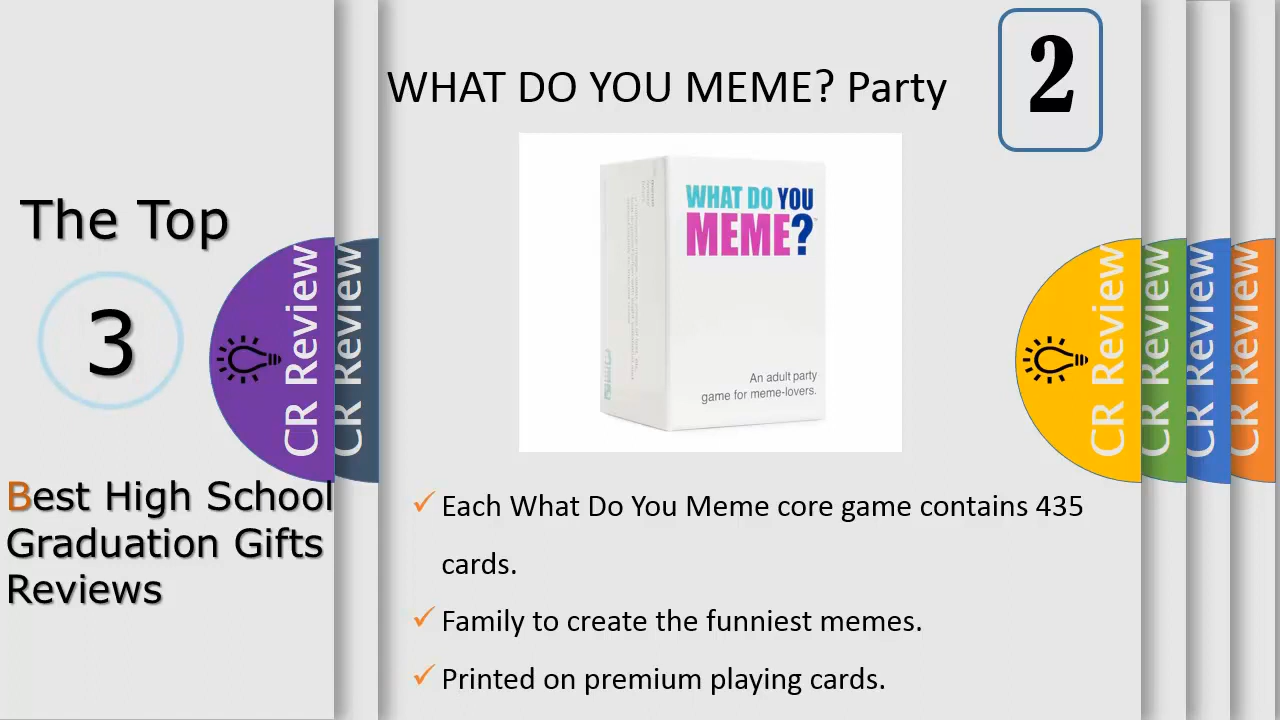 The Top
3
Best High School
Graduation Gifts
Reviews
CR Review
CR Review
WHAT DO YOU MEME? Party
2
WHAT DO YOU
MEME?
An adult party
game for meme-lovers.
Each What Do You Meme core game contains 435
cards.
Family to create the funniest memes.
Printed on premium playing cards.
CR Review
CR Review
CR Review
CR Review